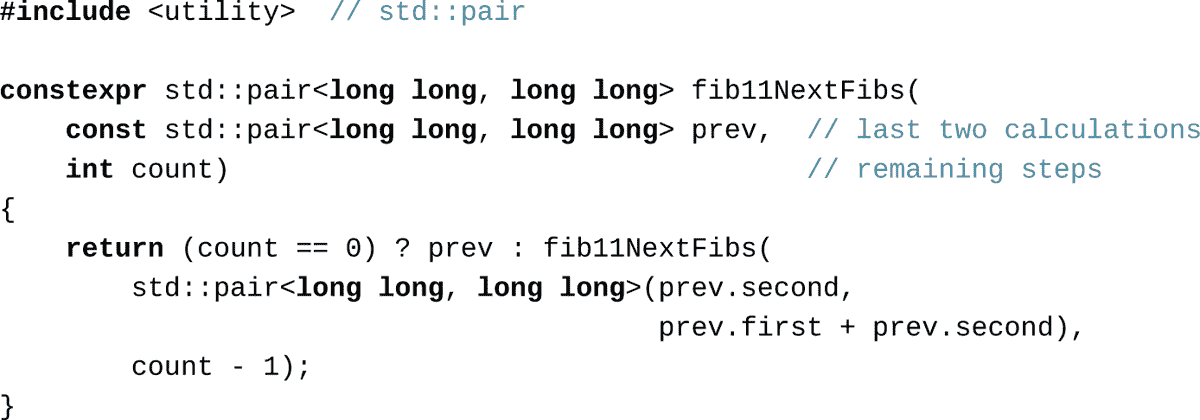 #include <utility>  // std::pair

constexpr std::pair<long long, long long> fib11NextFibs(
    const std::pair<long long, long long> prev,  // last two calculations
    int count)                                   // remaining steps
{
    return (count == 0) ? prev : fib11NextFibs(
        std::pair<long long, long long>(prev.second,
                                        prev.first + prev.second),
        count - 1);
}